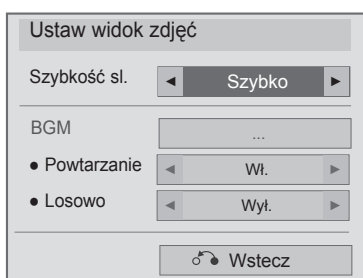 Ustaw widok zdjęć
Szybkość sl. ◄ Szybko ►
BGM ...
● Powtarzanie ◄ Wł. ►
● Losowo ◄ Wył. ►
Wstecz